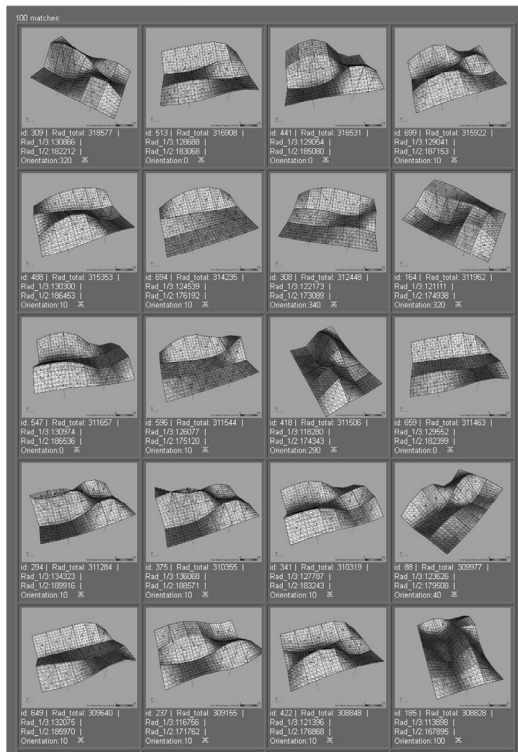 100 matches:
id: 309 | Rad_total: 318577 |
Rad_1/3:130866 |
Rad_1/2:182212 |
Orientation:320
id: 513 | Rad_total: 316908 |
Rad_1/3:128688 |
Rad_1/2:183068 |
Orientation:0
id: 441 | Rad_total: 316531 |
Rad_1/3:129054 |
Rad_1/2:185080 |
Orientation:0
id: 699 | Rad_total: 315922 |
Rad_1/3:129041 |
Rad_1/2:187153 |
Orientation:10
id: 488 | Rad_total: 315353 |
Rad_1/3:130300 |
Rad_1/2:186453 |
Orientation:10
id: 694 | Rad_total: 314235 |
Rad_1/3:124539 |
Rad_1/2:176192 |
Orientation:10
id: 308 | Rad_total: 312448 |
Rad_1/3:122173 |
Rad_1/2:173089 |
Orientation:340
id: 164 | Rad_total: 311962 |
Rad_1/3:121111 |
Rad_1/2:174938 |
Orientation:320
id: 547 | Rad_total: 311657 |
Rad_1/3:130974 |
Rad_1/2:186536 |
Orientation:0
id: 596 | Rad_total: 311544 |
Rad_1/3:126077 |
Rad_1/2:175120 |
Orientation:10
id: 418 | Rad_total: 311506 |
Rad_1/3:118280 |
Rad_1/2:174343 |
Orientation:290
id: 659 | Rad_total: 311463 |
Rad_1/3:129552 |
Rad_1/2:182399 |
Orientation:0
id: 294 | Rad_total: 311284 |
Rad_1/3:134323 |
Rad_1/2:189916 |
Orientation:10
id: 375 | Rad_total: 310355 |
Rad_1/3:136068 |
Rad_1/2:188571 |
Orientation:10
id: 341 | Rad_total: 310319 |
Rad_1/3:127787 |
Rad_1/2:183243 |
Orientation:10
id: 88 | Rad_total: 309977 |
Rad_1/3:123626 |
Rad_1/2:179508 |
Orientation:40
id: 649 | Rad_total: 309640 |
Rad_1/3:132075 |
Rad_1/2:185970 |
Orientation:10
id: 237 | Rad_total: 309155 |
Rad_1/3:116756 |
Rad_1/2:171762 |
Orientation:10
id: 422 | Rad_total: 308848 |
Rad_1/3:121396 |
Rad_1/2:176868 |
Orientation:10
id: 185 | Rad_total: 308828 |
Rad_1/3:113898 |
Rad_1/2:167895 |
Orientation:100